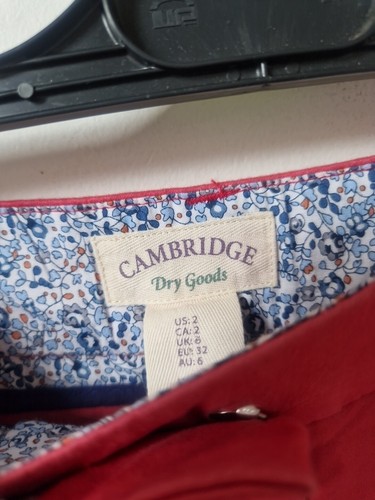 CAMBRIDGE
Dry Goods
US: 2
CA: 2
UK: 6
EU: 32
AU: 6